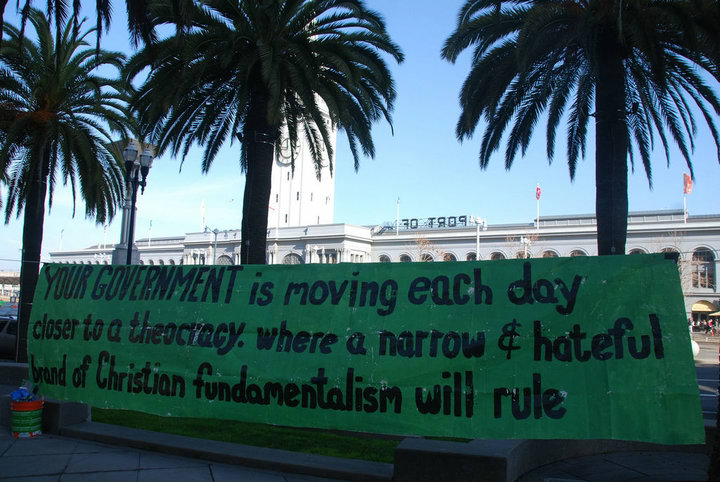 PORT OF
YOUR GOVERNMENT is moving each day
closer to a theocracy. where a narrow & hateful
brand of Christian fundamentalism will rule